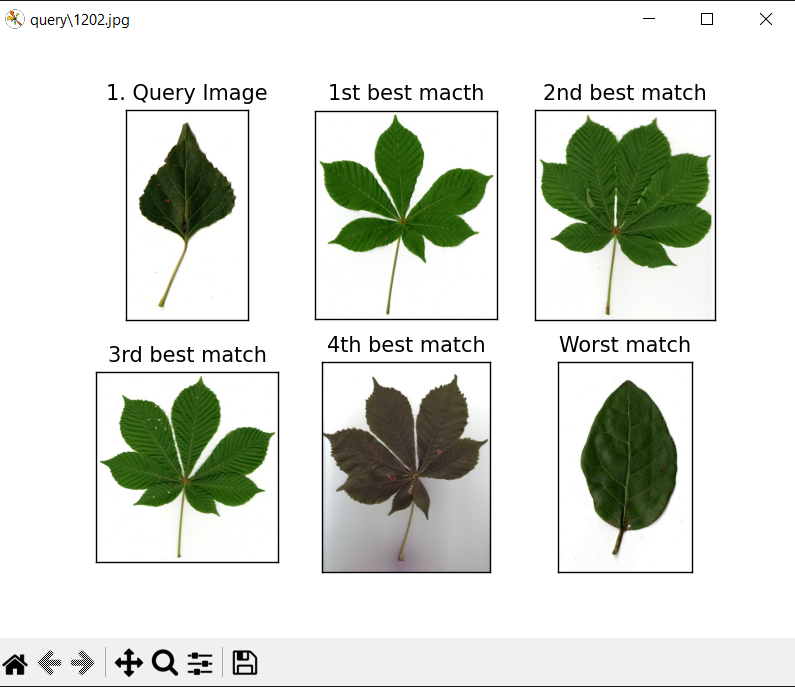 query\1202.jpg
1. Query Image
1st best macth
2nd best match
3rd best match
4th best match
Worst match